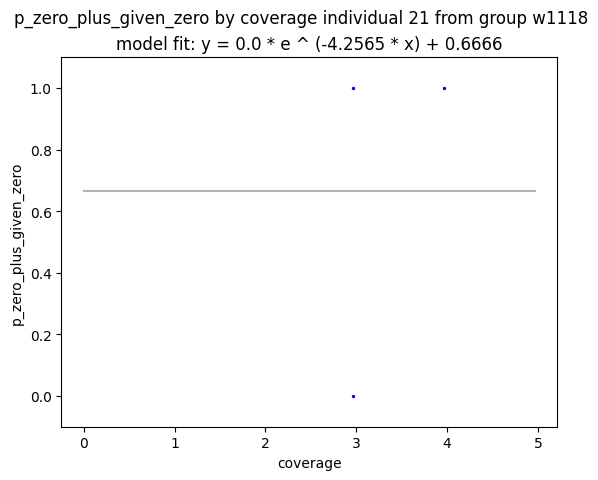 p_zero_plus_given_zero by coverage individual 21 from group w1118
model fit: y = 0.0 * e ^ (-4.2565 * x) + 0.6666
1.0
0.8
0.6
0.4
0.2
0.0
p_zero_plus_given_zero
0 1 2 3 4 5
coverage